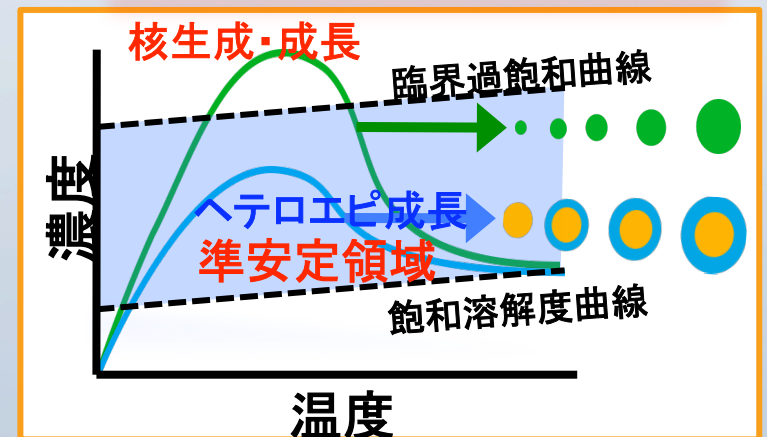 核生成・成長
臨界過飽和曲線
濃度
ヘテロエピ成長
準安定領域
飽和溶解度曲線
温度